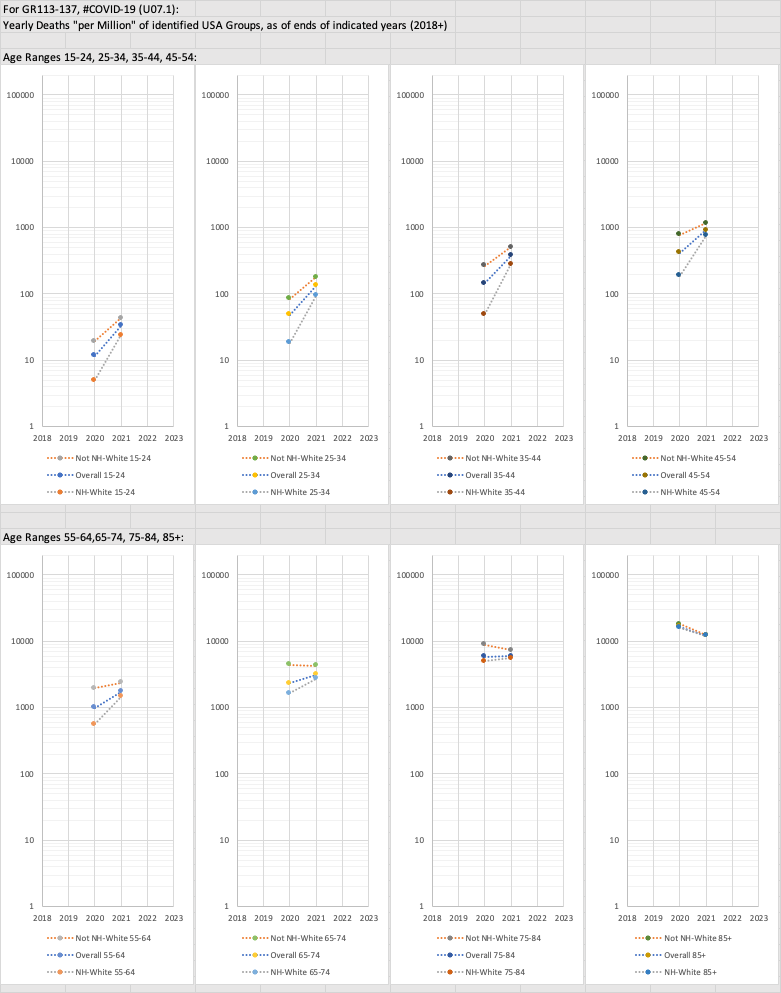 For GR113-137, #COVID-19 (U07.1):
Yearly Deaths "per Million" of identified USA Groups, as of ends of indicated years (2018+)
Age Ranges 15-24, 25-34, 35-44, 45-54:
100000 100000 100000 100000
10000 10000 10000 10000
1000 1000 1000 1000
100 100 100 100
10 10 10 10
1 1 1 1
2018 2019 2020 2021 2022 2023 2018 2019 2020 2021 2022 2023 2018 2019 2020 2021 2022 2023 2018 2019 2020 2021 2022 2023
Not NH-White 15-24 Not NH-White 25-34 Not NH-White 35-44 Not NH-White 45-54
Overall 15-24 Overall 25-34 Overall 35-44 Overall 45-54
NH-White 15-24 NH-White 25-34 NH-White 35-44 NH-White 45-54
Age Ranges 55-64,65-74, 75-84, 85+:
100000 100000 100000 100000
10000 10000 10000 10000
1000 1000 1000 1000
100 100 100 100
10 10 10 10
1 1 1 1
2018 2019 2020 2021 2022 2023 2018 2019 2020 2021 2022 2023 2018 2019 2020 2021 2022 2023 2018 2019 2020 2021 2022 2023
Not NH-White 55-64 Not NH-White 65-74 Not NH-White 75-84 Not NH-White 85+
Overall 55-64 Overall 65-74 Overall 75-84 Overall 85+
NH-White 55-64 NH-White 65-74 NH-White 75-84 NH-White 85+